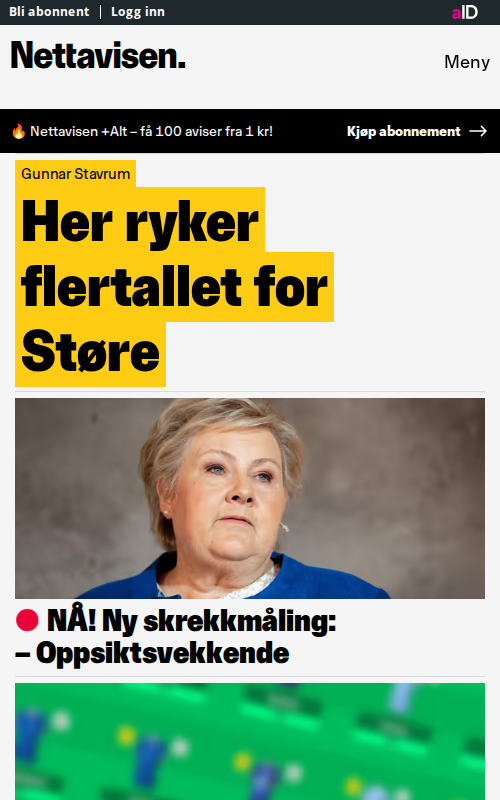 Bli abonnent | Logg inn
aID
Nettavisen.
Meny
🔥 Nettavisen +Alt – få 100 aviser fra 1 kr!
Kjøp abonnement →
Gunnar Stavrum
Her ryker
flertallet for
Støre
NÅ! Ny skrekkmåling:
– Oppsiktsvekkende